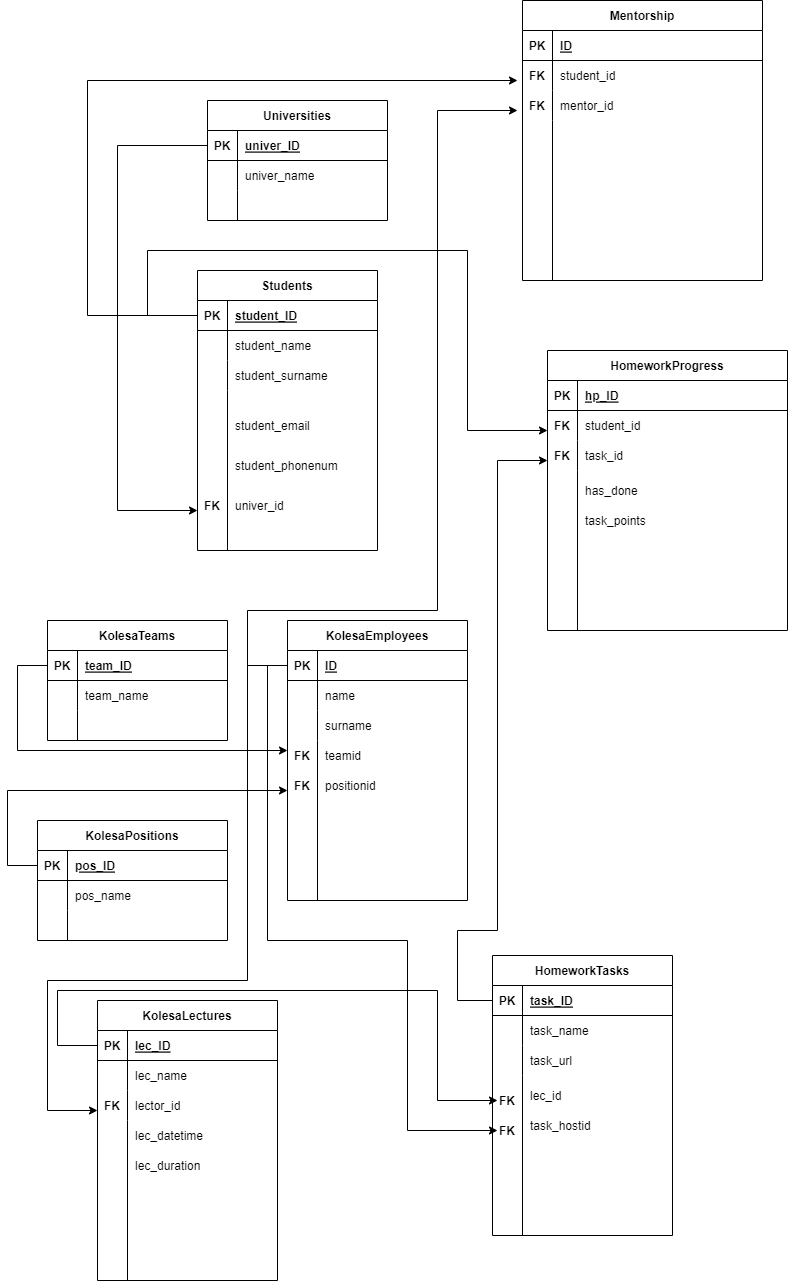 Mentorship
PK ID
FK student_id
FK mentor_id
Universities
PK univer_ID
univer_name
Students
PK student_ID
student_name
student_surname
student_email
student_phonenum
FK univer_id
HomeworkProgress
PK hp_ID
FK student_id
FK task_id
has_done
task_points
KolesaTeams
PK team_ID
team_name
KolesaEmployees
PK ID
name
surname
FK teamid
FK positionid
KolesaPositions
PK pos_ID
pos_name
HomeworkTasks
PK task_ID
task_name
task_url
FK lec_id
FK task_hostid
KolesaLectures
PK lec_ID
lec_name
FK lector_id
lec_datetime
lec_duration